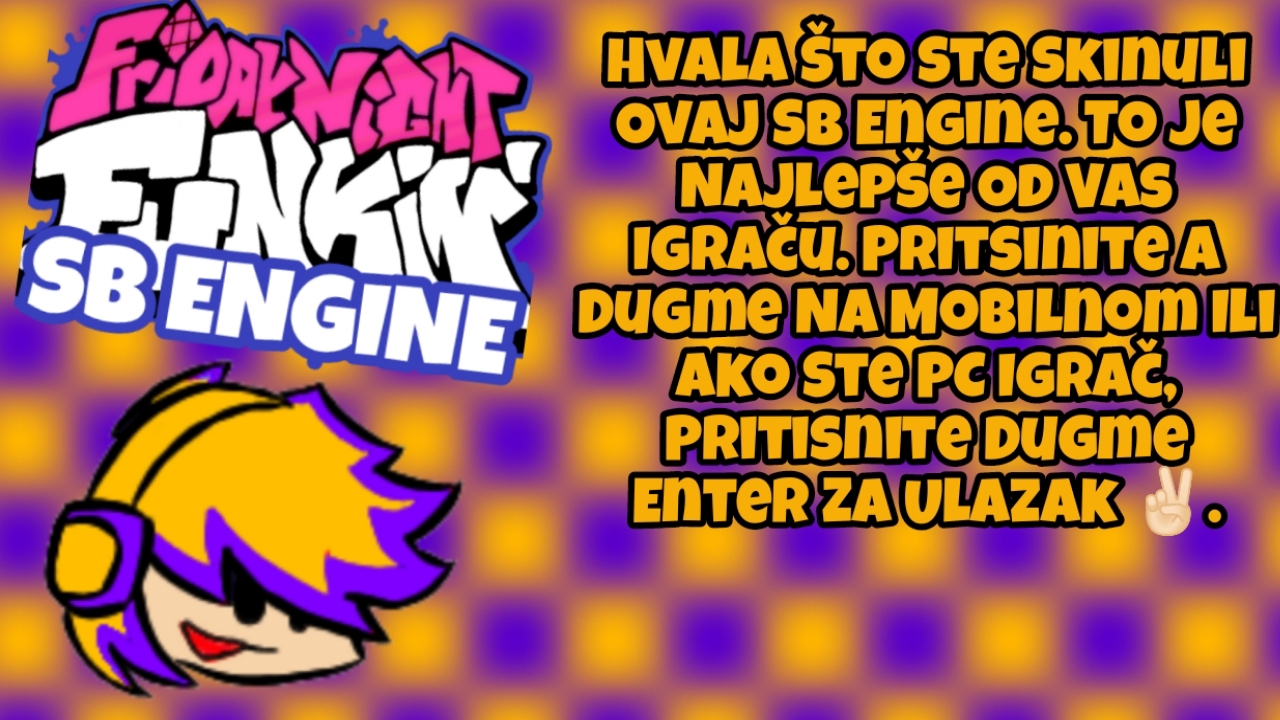 Friday Night
Funkin'
SB ENGINE
HVALA ŠTO STE SKINULI
OVAJ SB ENGINE. TO JE
NAJLEPŠE OD VAS
IGRAČU. PRITSINITE A
DUGME NA MOBILNOM ILI
AKO STE PC IGRAČ,
PRITISNITE DUGME
ENTER ZA ULAZAK ✌🏻.